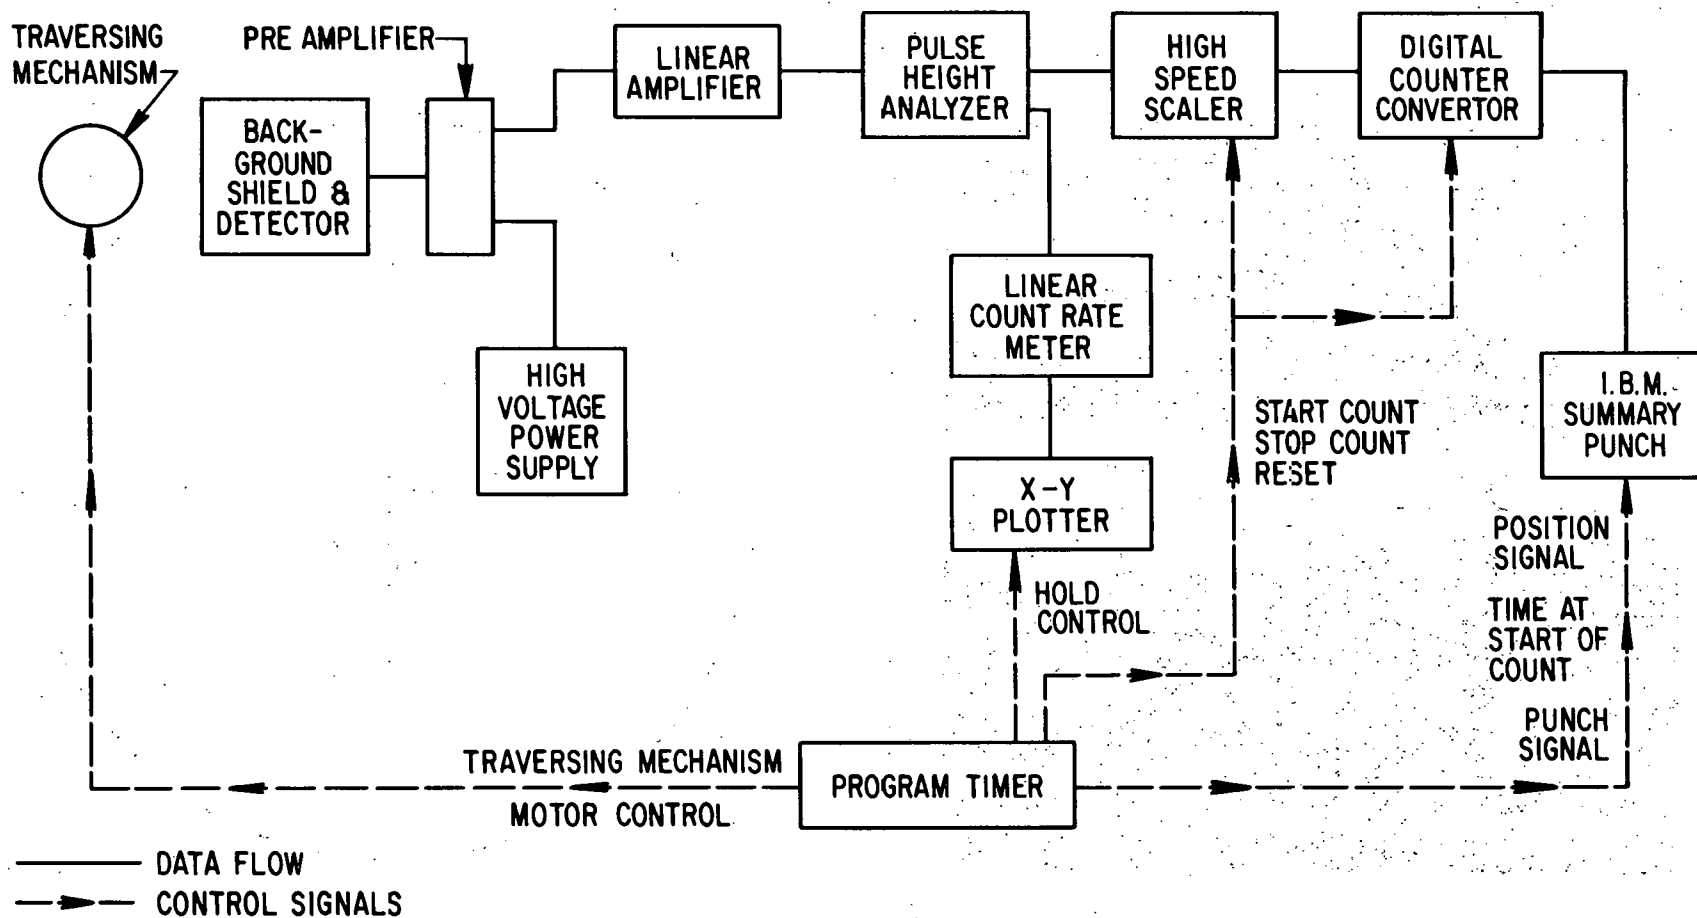 TRAVERSING
MECHANISM
PRE AMPLIFIER
BACK-
GROUND
SHIELD &
DETECTOR
LINEAR
AMPLIFIER
PULSE
HEIGHT
ANALYZER
HIGH
SPEED
SCALER
DIGITAL
COUNTER
CONVERTOR
HIGH
VOLTAGE
POWER
SUPPLY
LINEAR
COUNT RATE
METER
X-Y
PLOTTER
I.B.M.
SUMMARY
PUNCH
START COUNT
STOP COUNT
RESET
HOLD
CONTROL
POSITION
SIGNAL
TIME AT
START OF
COUNT
PUNCH
SIGNAL
TRAVERSING MECHANISM
MOTOR CONTROL
PROGRAM TIMER
DATA FLOW
CONTROL SIGNALS